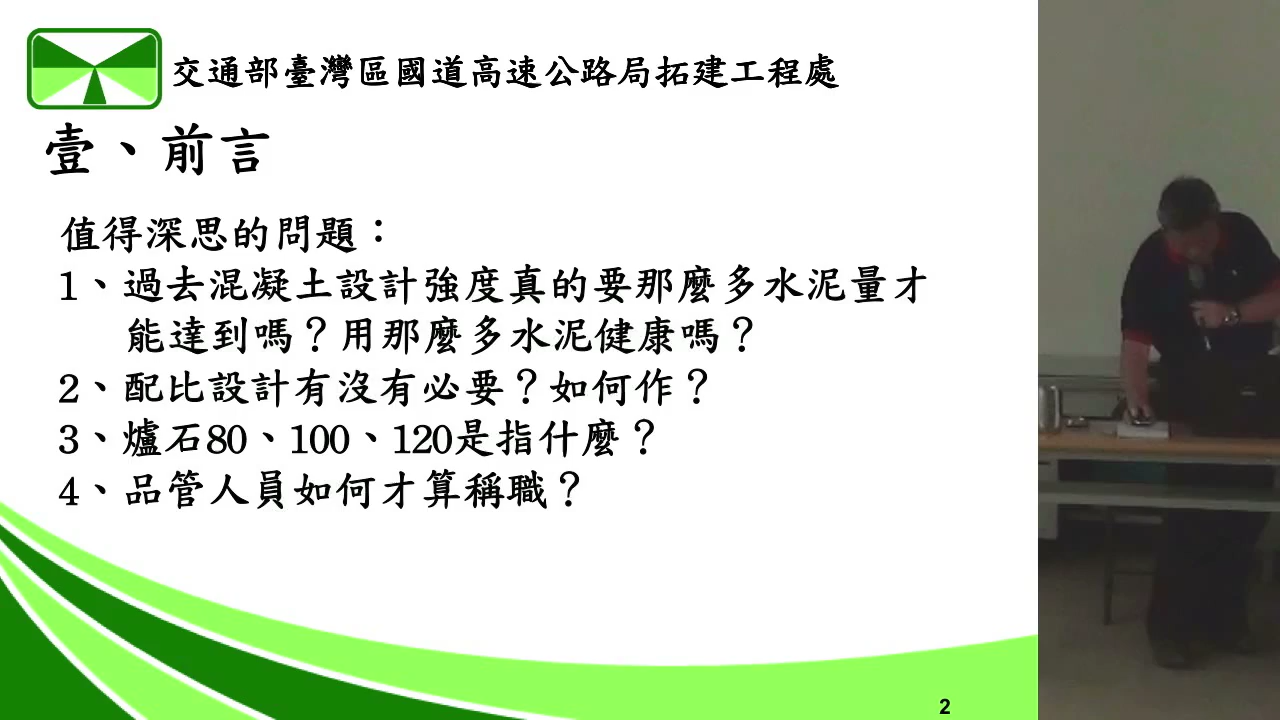 交通部臺灣區國道高速公路局拓建工程處
壹、前言
值得深思的問題：
1、過去混凝土設計強度真的要那麼多水泥量才
能達到嗎？用那麼多水泥健康嗎？
2、配比設計有沒有必要？如何作？
3、爐石80、100、120是指什麼？
4、品管人員如何才算稱職？
2